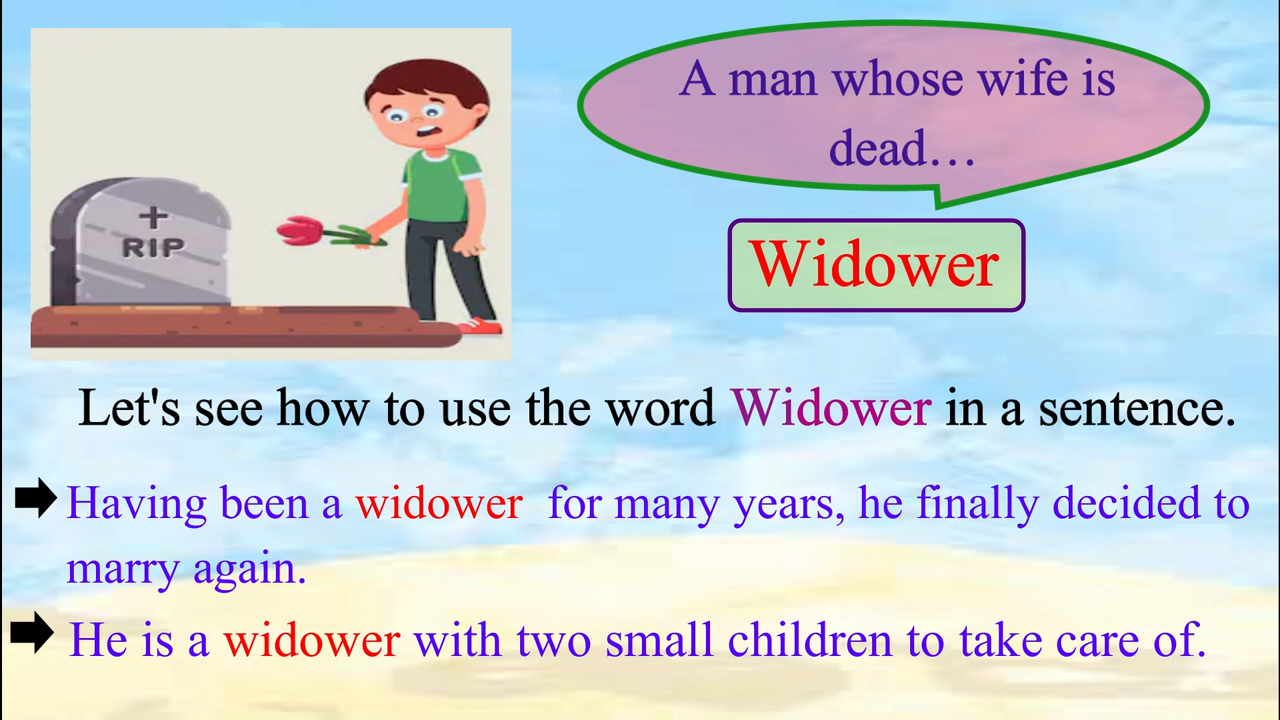 A man whose wife is
dead…
Widower
RIP
Let's see how to use the word Widower in a sentence.
Having been a widower for many years, he finally decided to
marry again.
He is a widower with two small children to take care of.